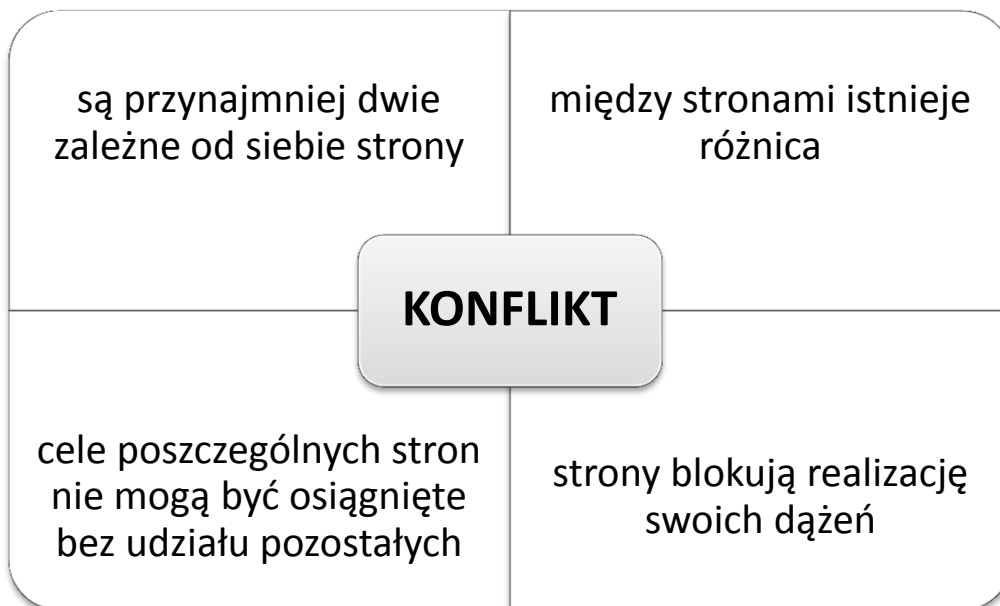 są przynajmniej dwie
zależne od siebie strony
między stronami istnieje
różnica
KONFLIKT
cele poszczególnych stron
nie mogą być osiągnięte
bez udziału pozostałych
strony blokują realizację
swoich dążeń